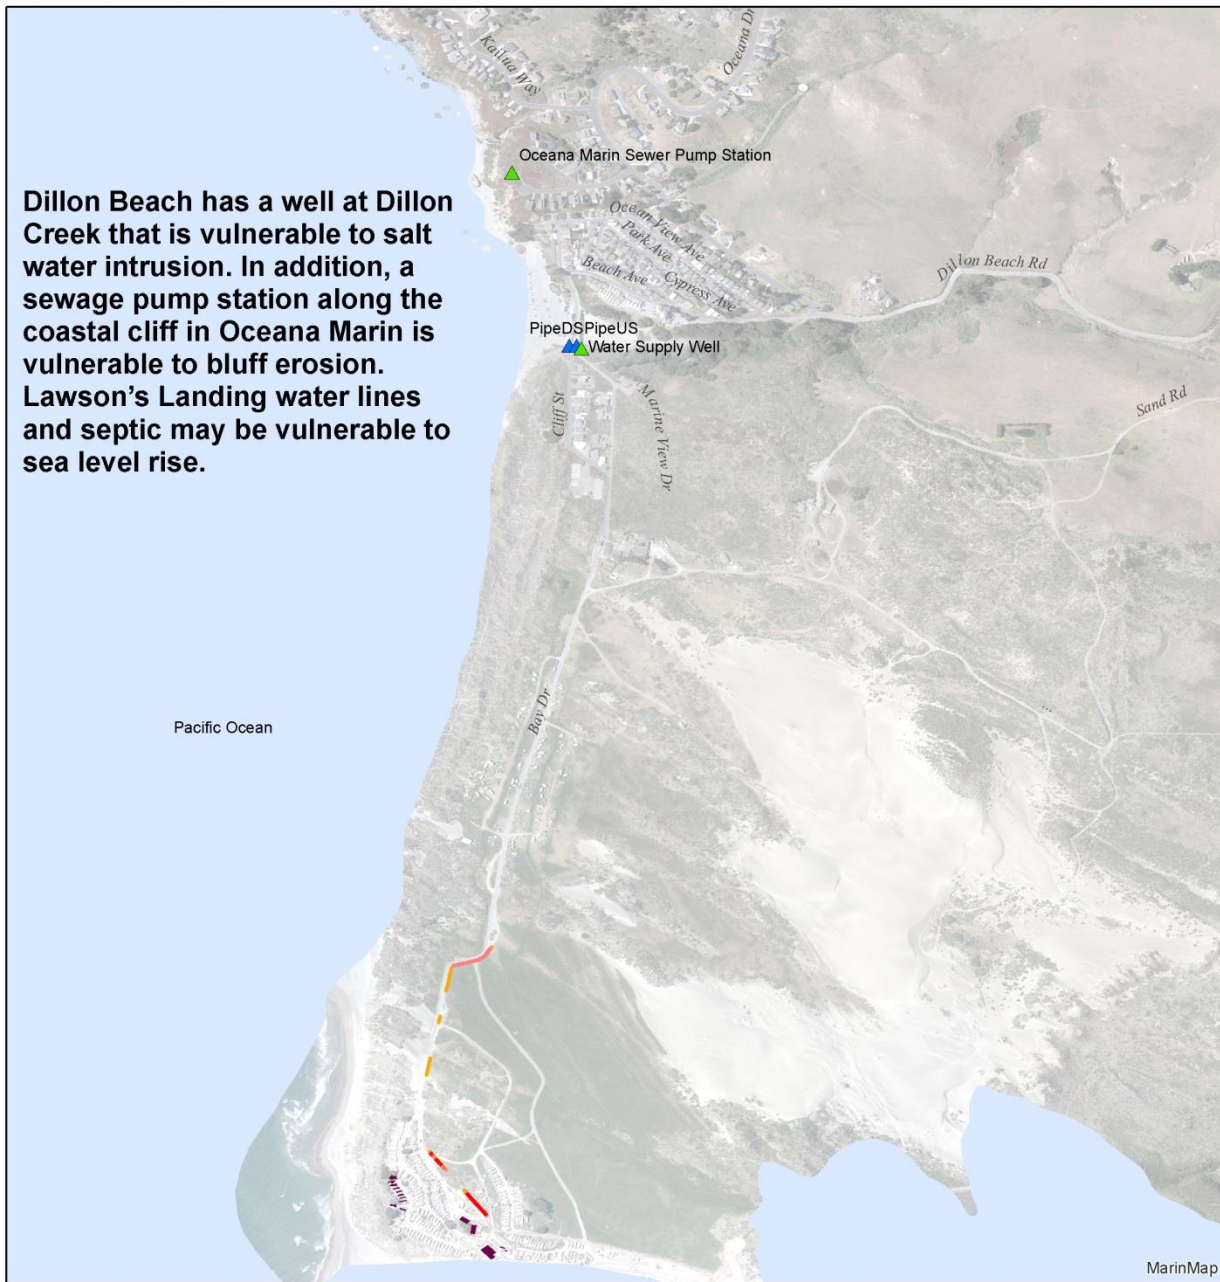 Kailua Way
Oceana Dr
Oceana Marin Sewer Pump Station
Dillon Beach has a well at Dillon
Creek that is vulnerable to salt
water intrusion. In addition, a
sewage pump station along the
coastal cliff in Oceana Marin is
vulnerable to bluff erosion.
Lawson's Landing water lines
and septic may be vulnerable to
sea level rise.
Ocean View Ave
Park Ave
Beach Ave
Cypress Ave
Dillon Beach Rd
PipeDSPipeUS
Water Supply Well
Cliff St
Marine View Dr
Sand Rd
Bay Dr
Pacific Ocean
MarinMap